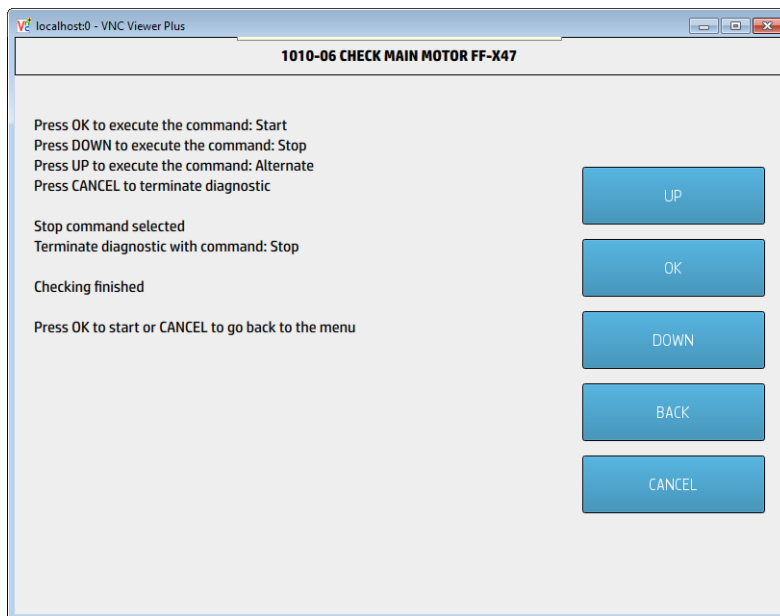 localhost:0 - VNC Viewer Plus
1010-06 CHECK MAIN MOTOR FF-X47
Press OK to execute the command: Start
Press DOWN to execute the command: Stop
Press UP to execute the command: Alternate
Press CANCEL to terminate diagnostic
Stop command selected
Terminate diagnostic with command: Stop
Checking finished
Press OK to start or CANCEL to go back to the menu
UP
OK
DOWN
BACK
CANCEL